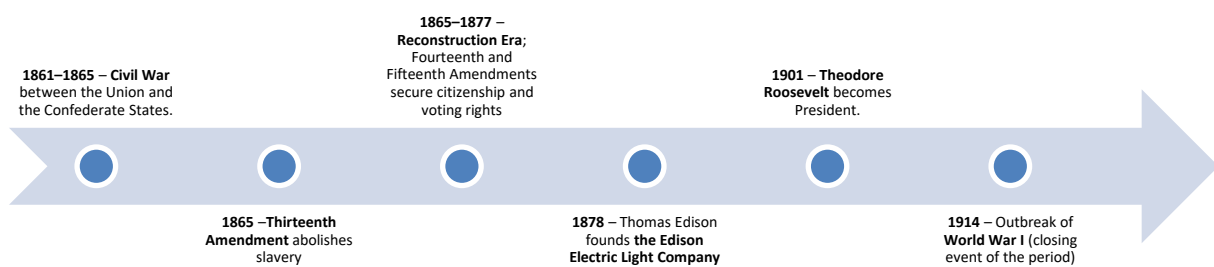 1861–1865 – Civil War
between the Union and
the Confederate States.
1865 –Thirteenth
Amendment abolishes
slavery
1865–1877 –
Reconstruction Era;
Fourteenth and
Fifteenth Amendments
secure citizenship and
voting rights
1878 – Thomas Edison
founds the Edison
Electric Light Company
1901 – Theodore
Roosevelt becomes
President.
1914 – Outbreak of
World War I (closing
event of the period)